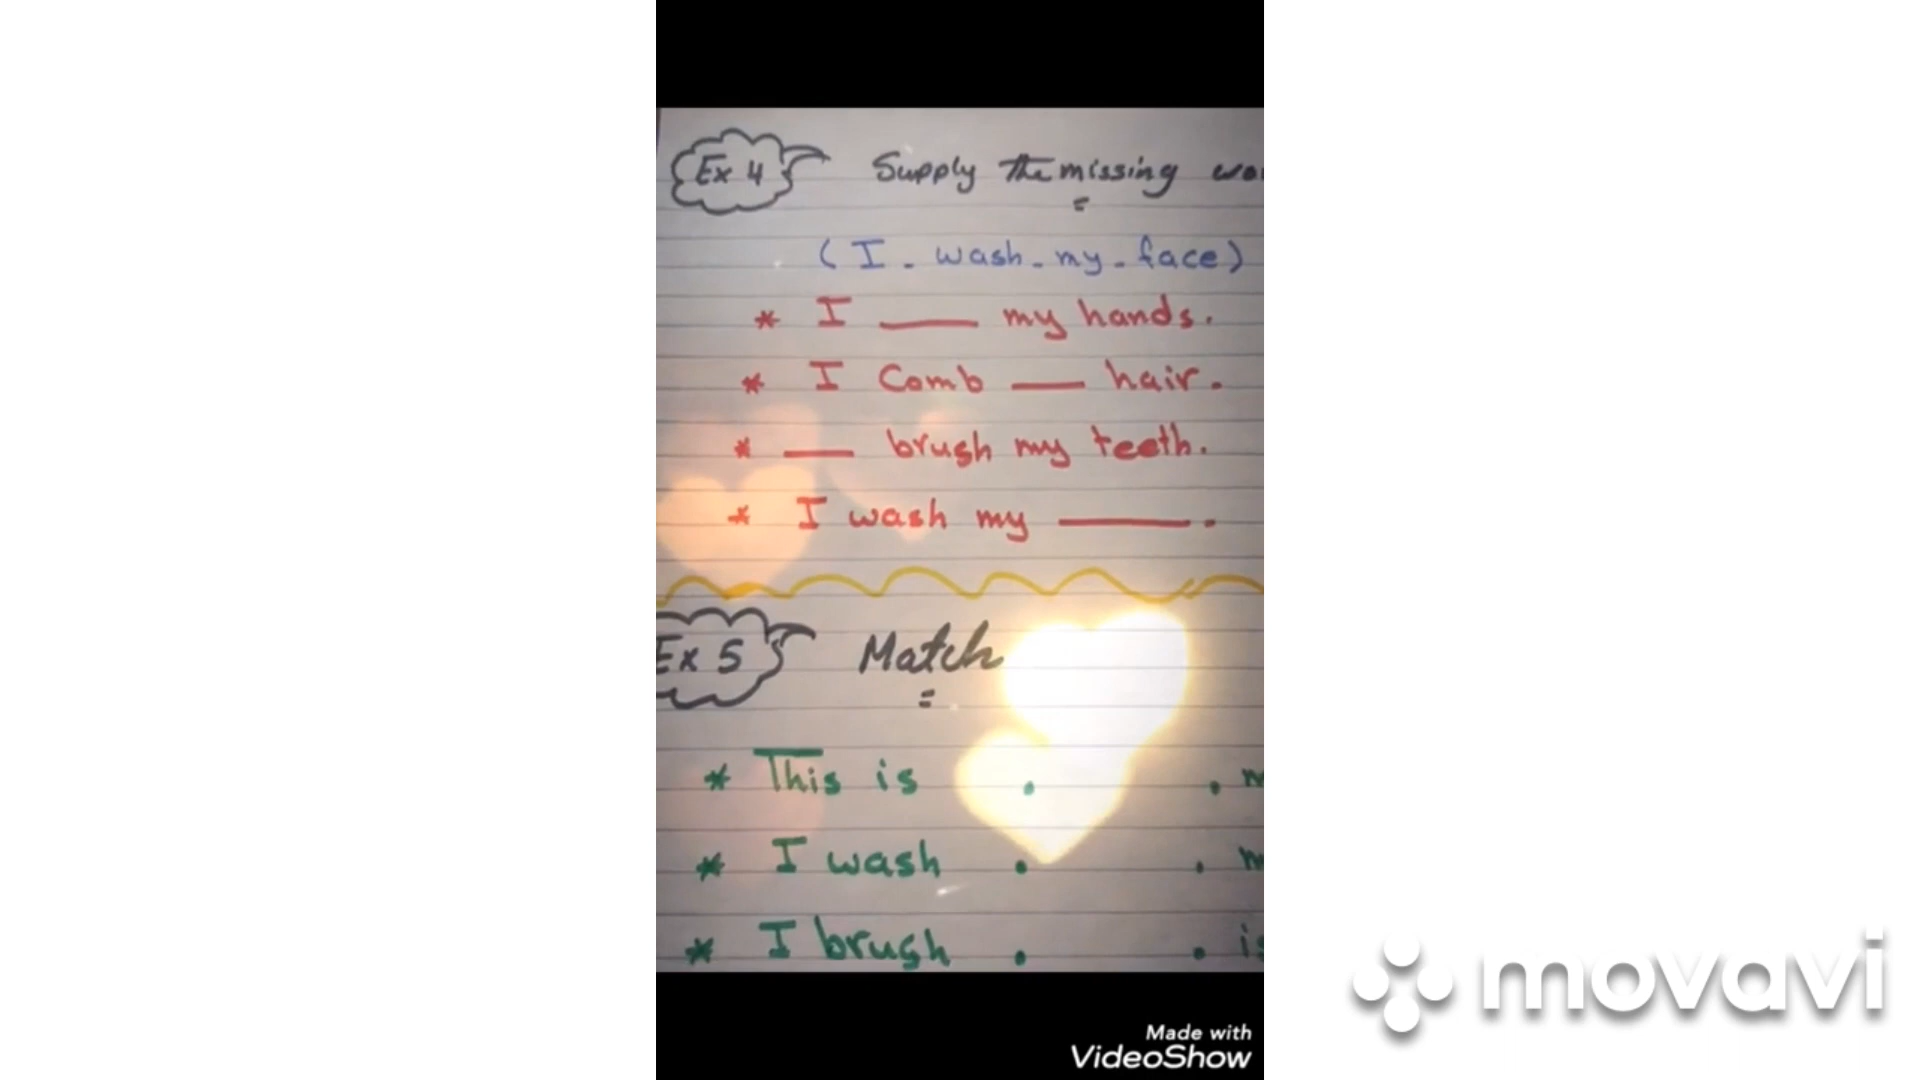 Ex 4 Supply the missing
(I - wash - my - face)
* I ___ my hands.
* I Comb ___ hair.
* ___ brush my teeth.
* I wash my ___.
Ex 5 Match
* This is . .
* I wash . .
* I brush . .
Made with
VideoShow
movavi